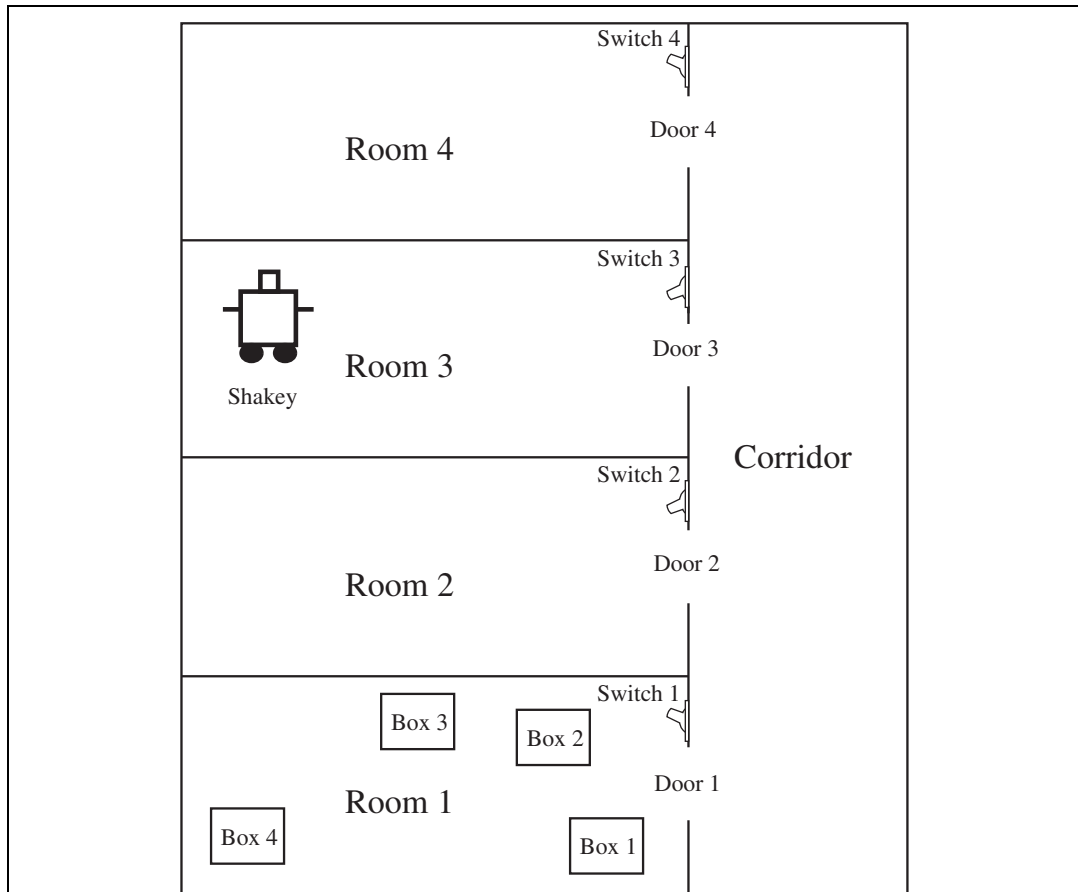 Switch 4
Door 4
Room 4
Switch 3
Door 3
Room 3
Shakey
Corridor
Switch 2
Door 2
Room 2
Switch 1
Box 3
Box 2
Door 1
Room 1
Box 4
Box 1